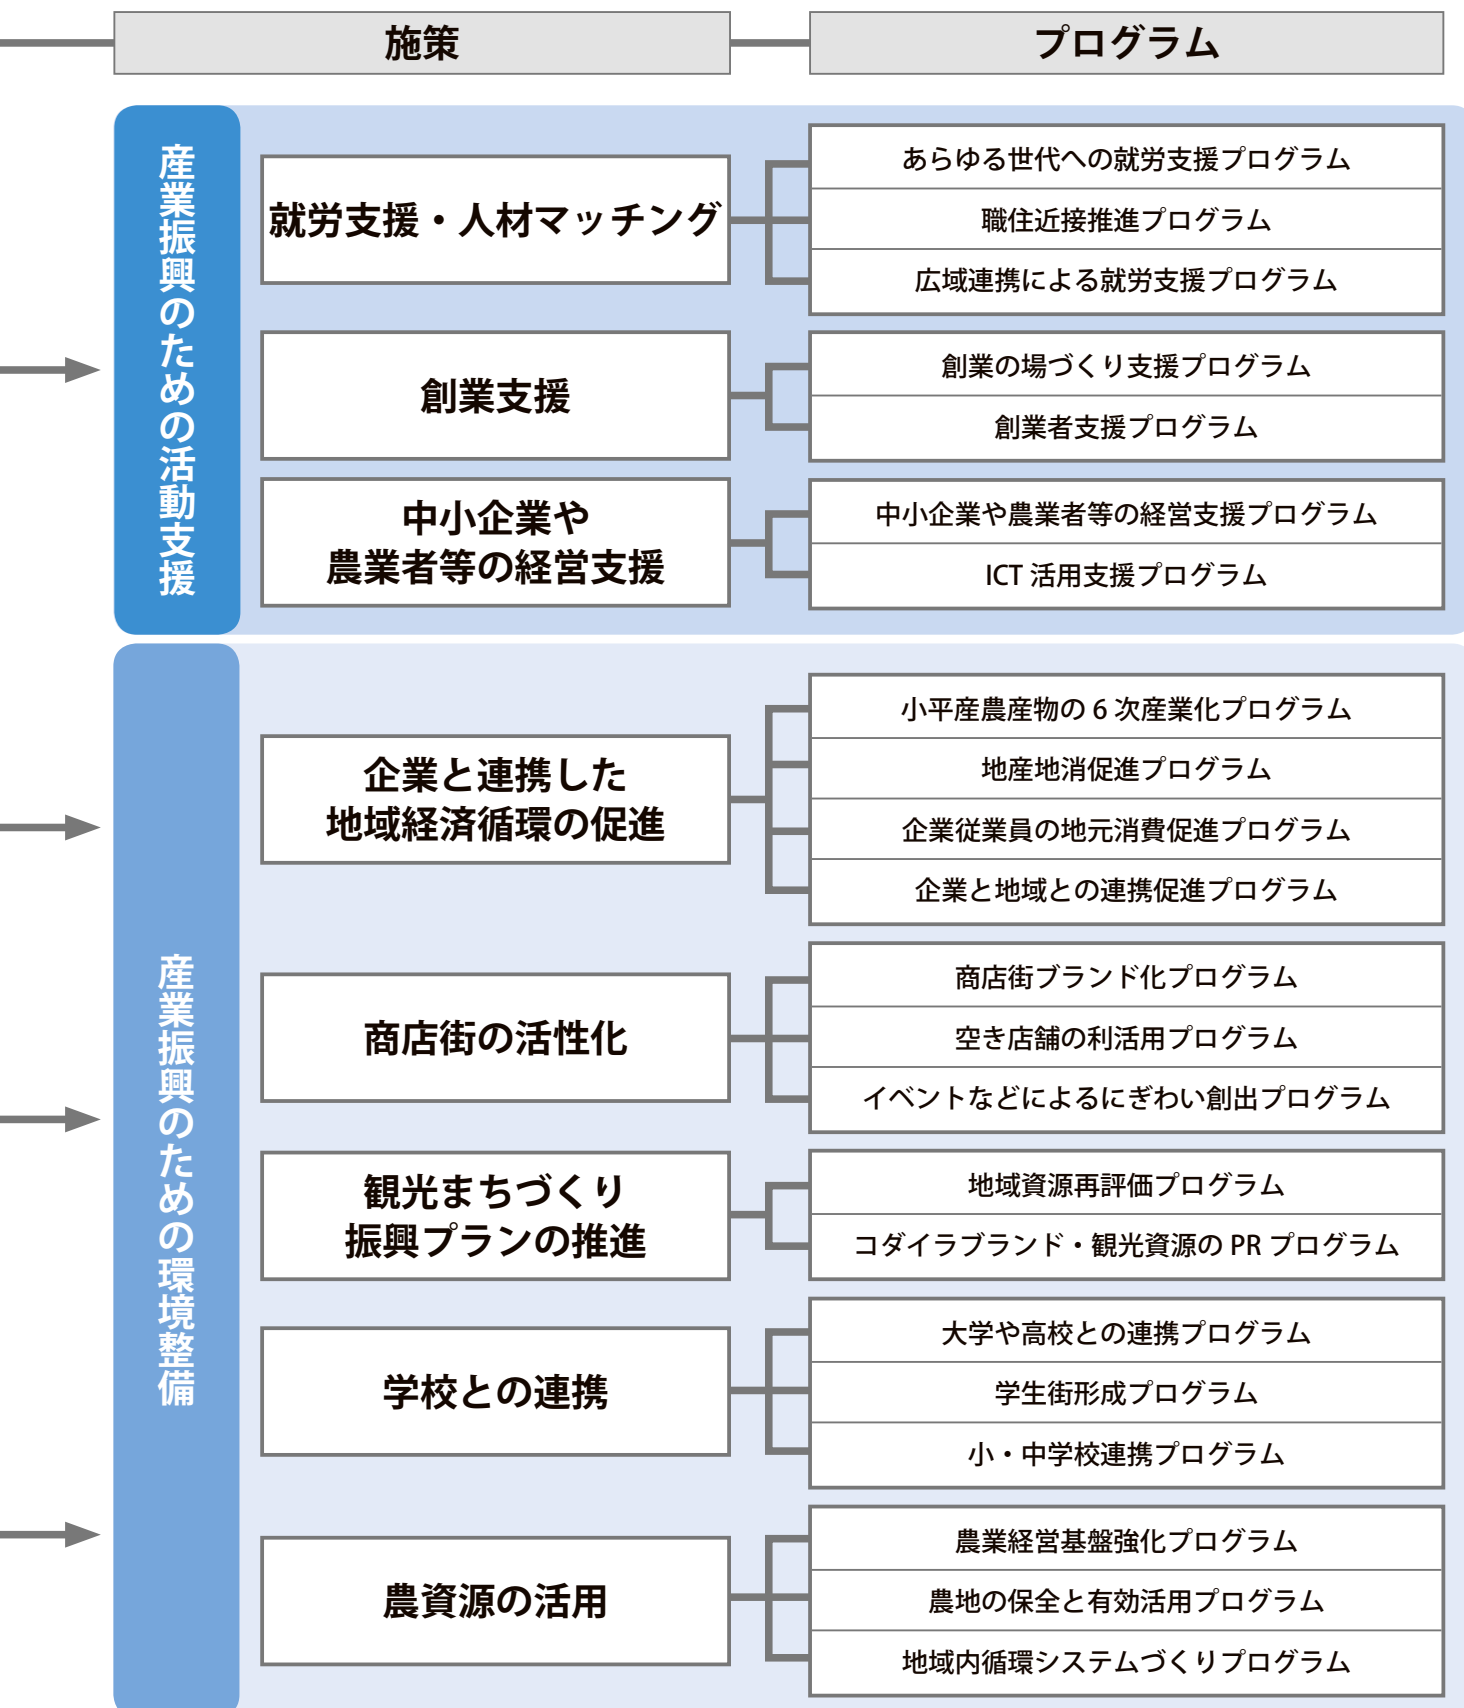 施策
プログラム
産業振興のための活動支援
就労支援・人材マッチング
あらゆる世代への就労支援プログラム
職住近接推進プログラム
広域連携による就労支援プログラム
創業支援
創業の場づくり支援プログラム
創業者支援プログラム
中小企業や
農業者等の経営支援
中小企業や農業者等の経営支援プログラム
ICT 活用支援プログラム
産業振興のための環境整備
企業と連携した
地域経済循環の促進
小平産農産物の 6 次産業化プログラム
地産地消促進プログラム
企業従業員の地元消費促進プログラム
企業と地域との連携促進プログラム
商店街の活性化
商店街ブランド化プログラム
空き店舗の利活用プログラム
イベントなどによるにぎわい創出プログラム
観光まちづくり
振興プランの推進
地域資源再評価プログラム
コダイラブランド・観光資源の PR プログラム
学校との連携
大学や高校との連携プログラム
学生街形成プログラム
小・中学校連携プログラム
農資源の活用
農業経営基盤強化プログラム
農地の保全と有効活用プログラム
地域内循環システムづくりプログラム